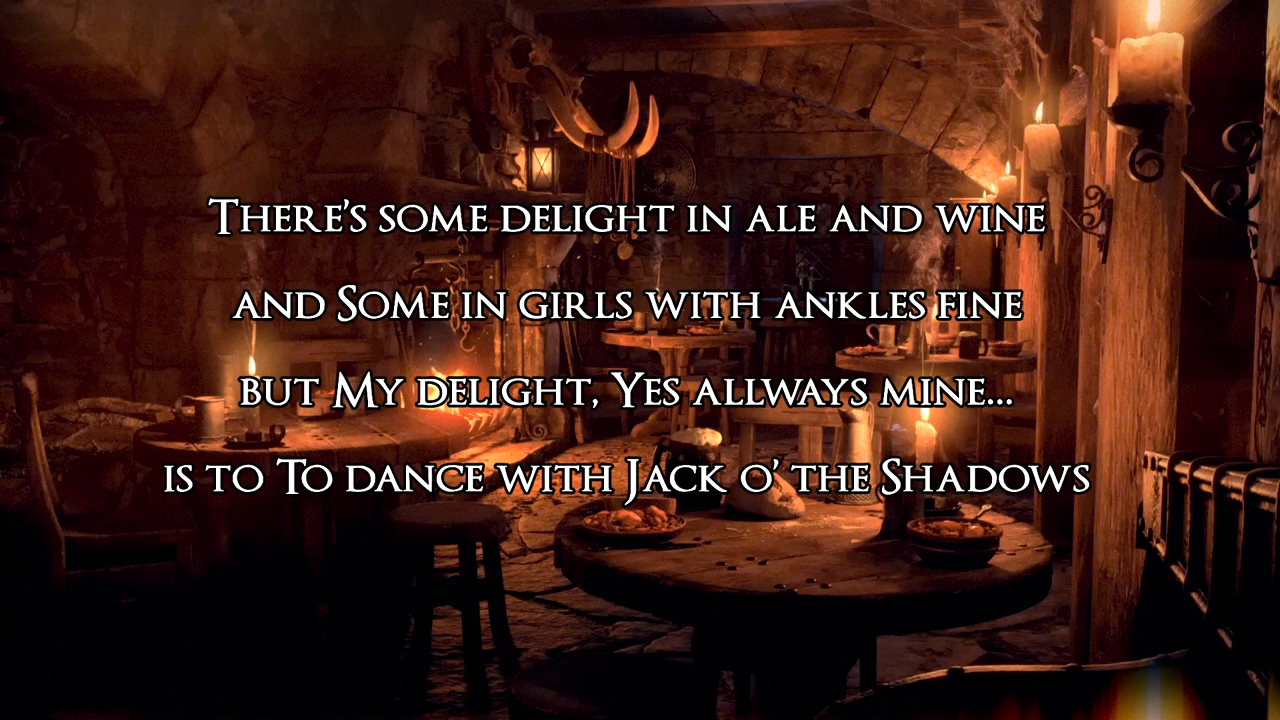 There's some delight in ale and wine
and Some in girls with ankles fine
but My delight, Yes allways mine...
is to To dance with Jack o' the Shadows